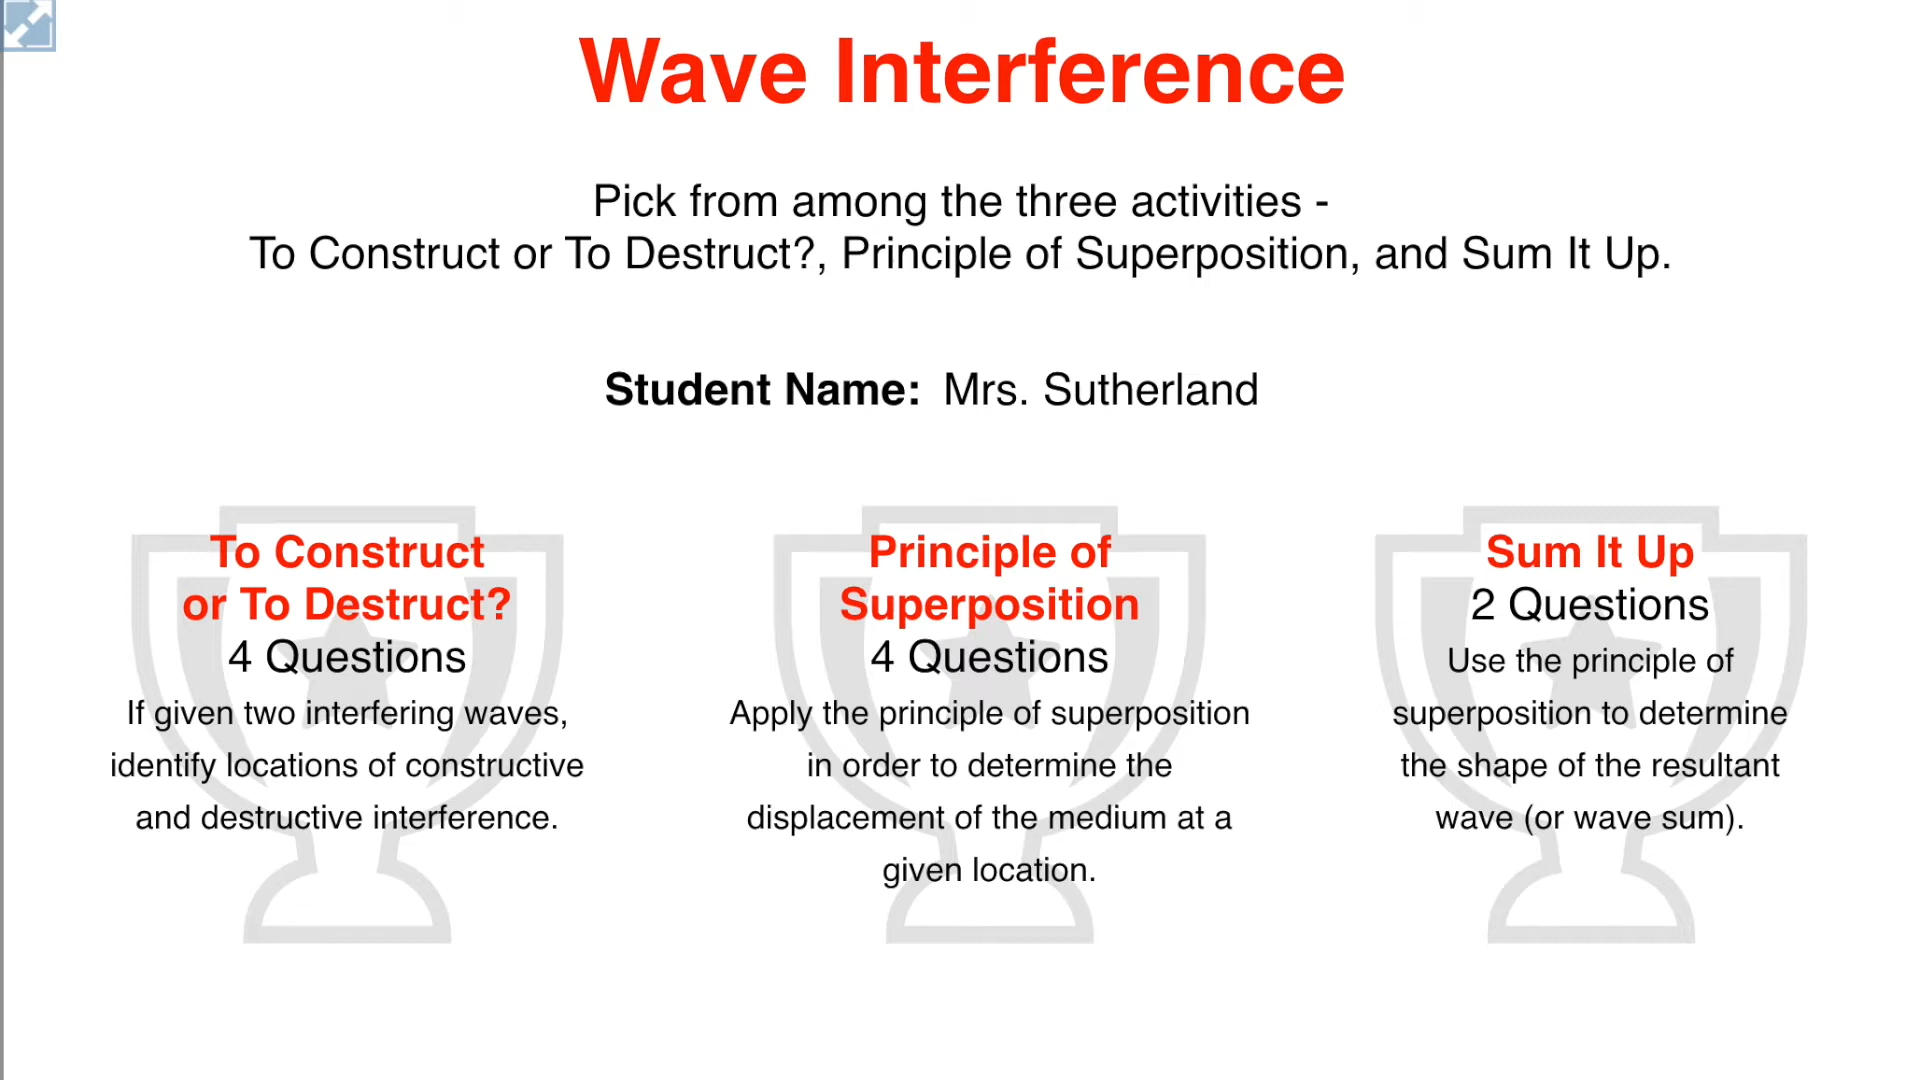 Wave Interference
Pick from among the three activities -
To Construct or To Destruct?, Principle of Superposition, and Sum It Up.
Student Name: Mrs. Sutherland
To Construct
or To Destruct?
4 Questions
If given two interfering waves,
identify locations of constructive
and destructive interference.
Principle of
Superposition
4 Questions
Apply the principle of superposition
in order to determine the
displacement of the medium at a
given location.
Sum It Up
2 Questions
Use the principle of
superposition to determine
the shape of the resultant
wave (or wave sum).